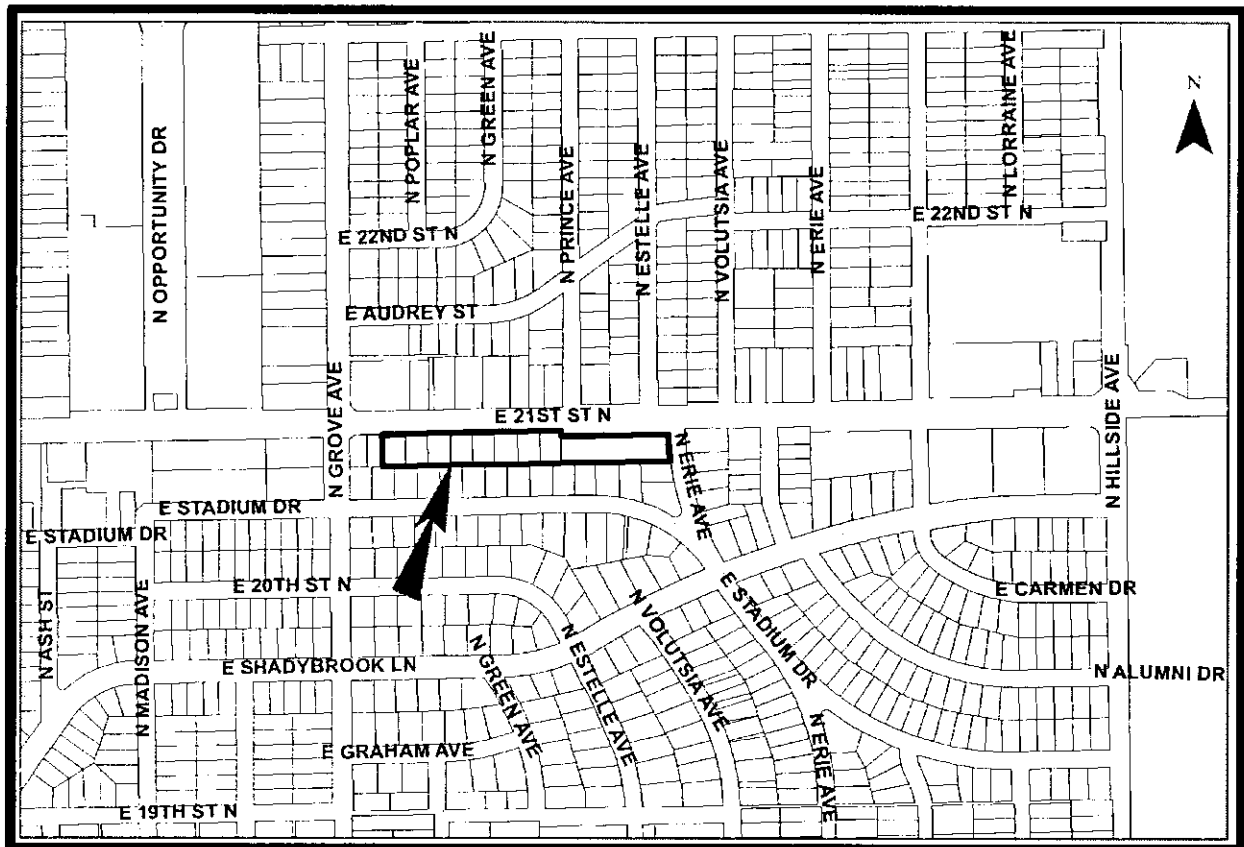 N OPPORTUNITY DR
N POPLAR AVE
N GREEN AVE
N PRINCE AVE
N ESTELLE AVE
N VOLUTSIA AVE
N ERIE AVE
N LORRAINE AVE
N
E 22ND ST N
E 22ND ST N
E AUDREY ST
N GROVE AVE
E 21ST ST N
N HILLSIDE AVE
N ERIE AVE
E STADIUM DR
E STADIUM DR
E 20TH ST N
E CARMEN DR
N ASH ST
N MADISON AVE
E SHADYBROOK LN
N GREEN AVE
N ESTELLE AVE
N VOLUTSIA AVE
E STADIUM DR
N ALUMNI DR
N ERIE AVE
E GRAHAM AVE
E 19TH ST N